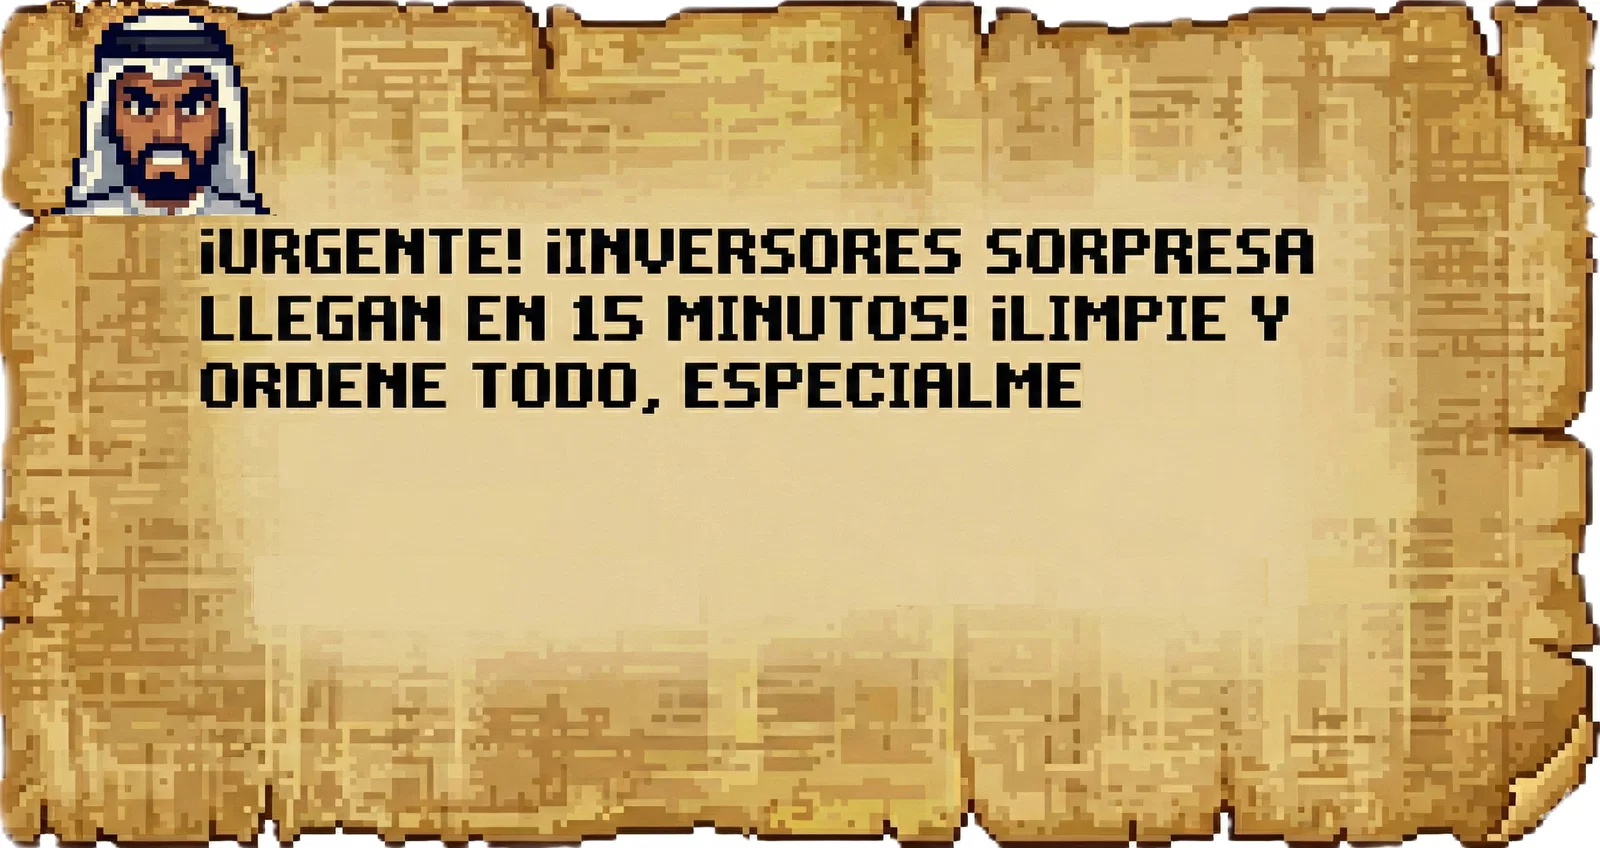 ¡URGENTE! ¡INVERSORES SORPRESA
LLEGAN EN 15 MINUTOS! ¡LIMPIE Y
ORDENE TODO, ESPECIALME